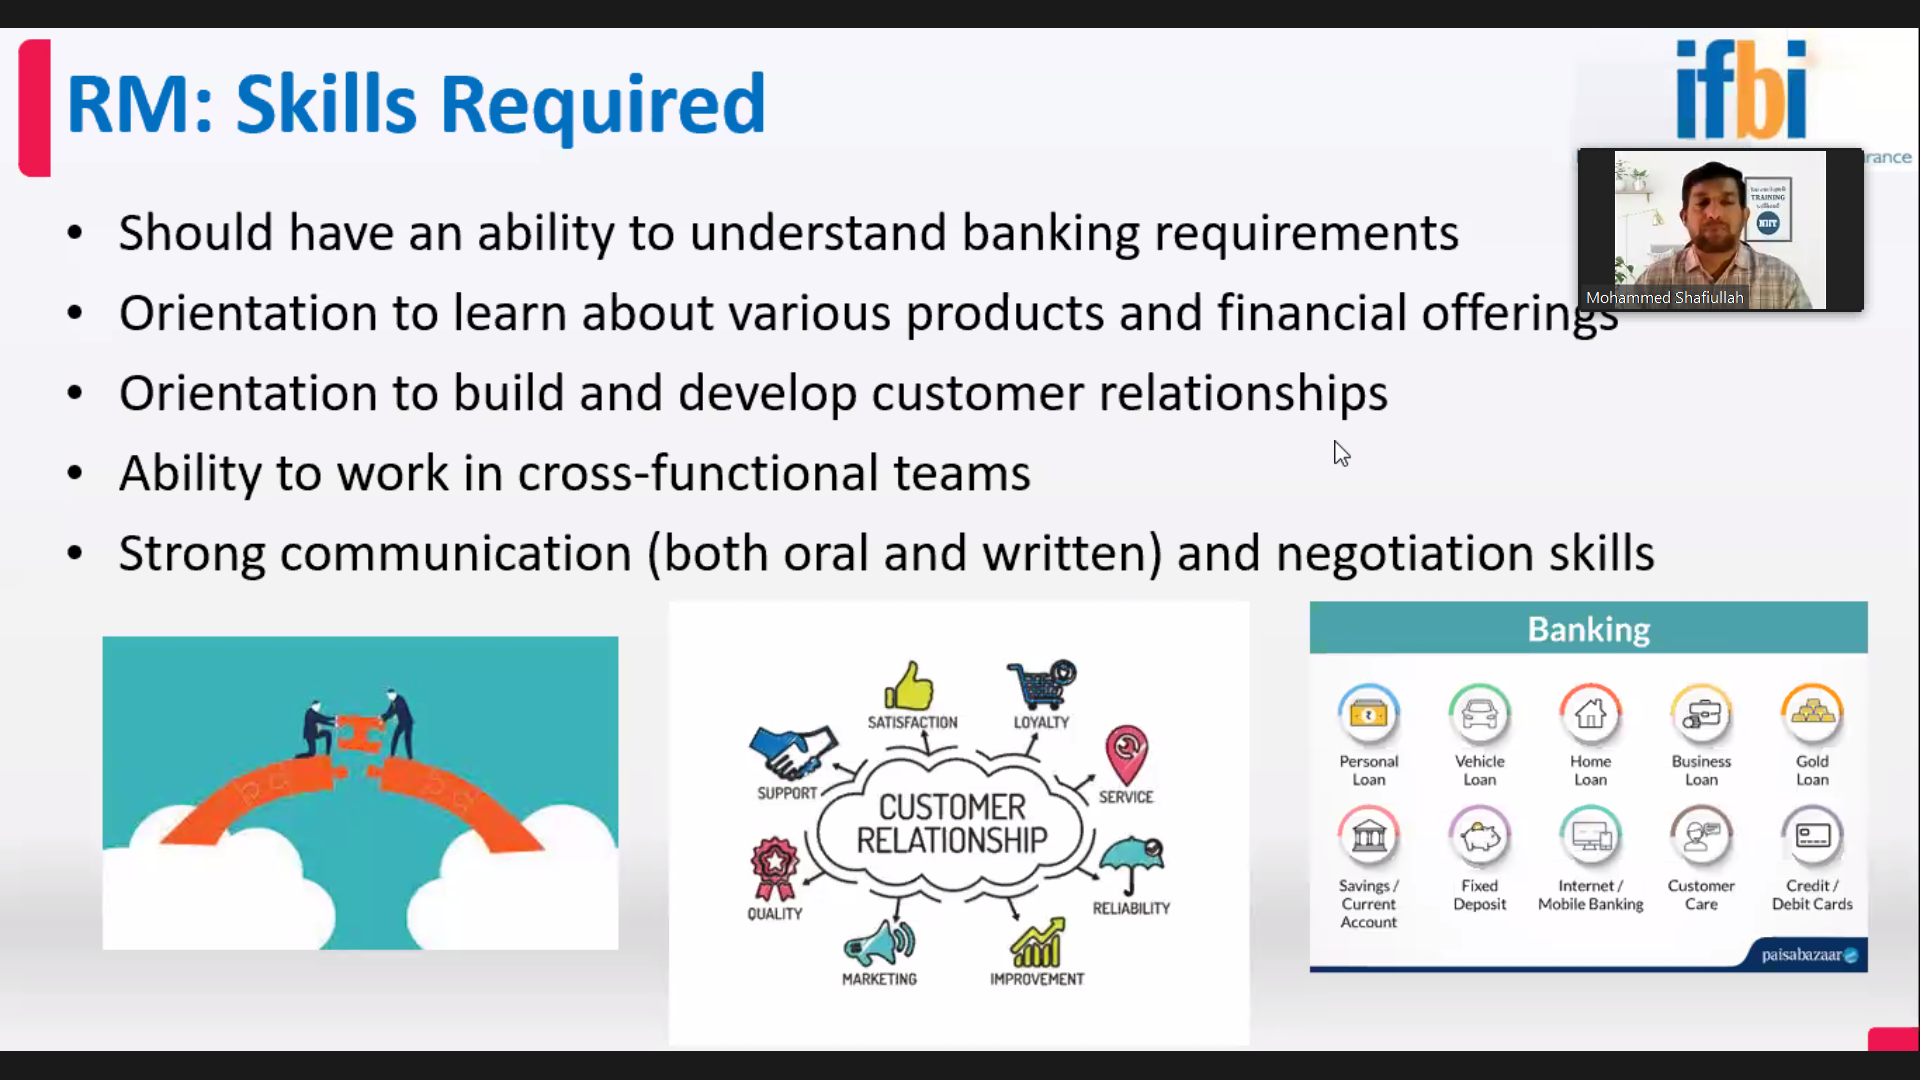 RM: Skills Required
ifbi
rance
TRAINING
NIIT
Mohammed Shafiullah
• Should have an ability to understand banking requirements
• Orientation to learn about various products and financial offerings
• Orientation to build and develop customer relationships
• Ability to work in cross-functional teams
• Strong communication (both oral and written) and negotiation skills
SATISFACTION
LOYALTY
SUPPORT
SERVICE
CUSTOMER
RELATIONSHIP
QUALITY
RELIABILITY
MARKETING
IMPROVEMENT
Banking
Personal
Loan
Vehicle
Loan
Home
Loan
Business
Loan
Gold
Loan
Savings /
Current
Account
Fixed
Deposit
Internet /
Mobile Banking
Customer
Care
Credit /
Debit Cards
paisabazaar